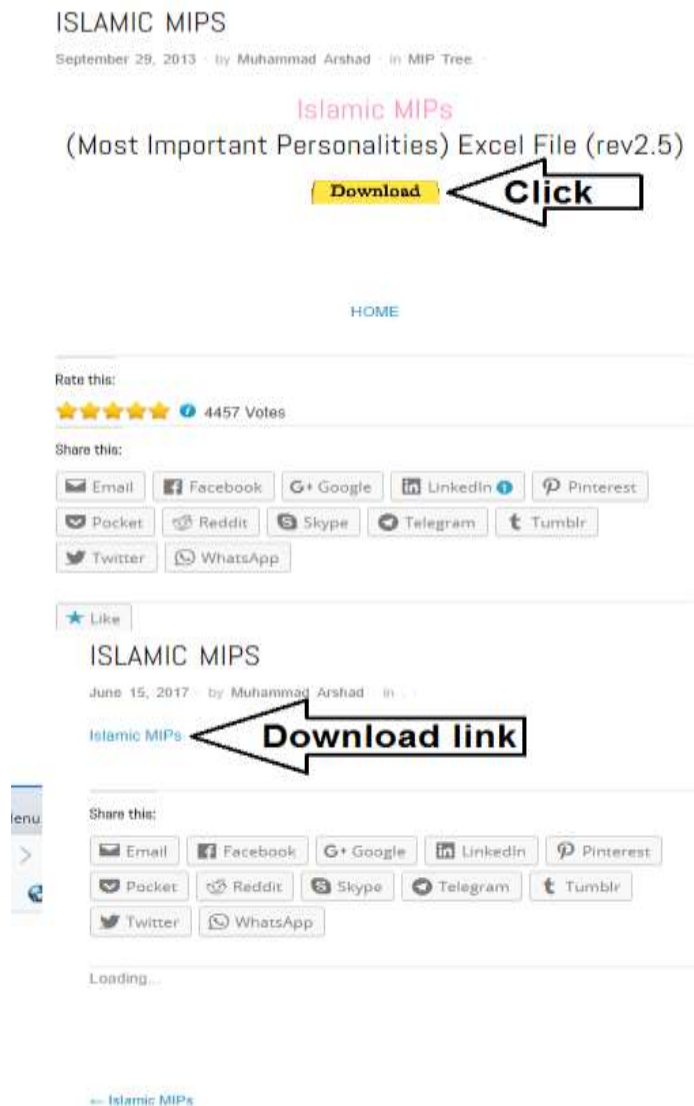 ISLAMIC MIPS
September 29, 2013 · by Muhammad Arshad · in MIP Tree ·
Islamic MIPs
(Most Important Personalities) Excel File (rev2.5)
Download Click
HOME
Rate this:
4457 Votes
Share this:
Email Facebook G+ Google LinkedIn 1 Pinterest
Pocket Reddit Skype Telegram Tumblr
Twitter WhatsApp
Like
ISLAMIC MIPS
June 15, 2017 · by Muhammad Arshad · in ·
Islamic MIPs Download link
Share this:
enu
Email Facebook G+ Google LinkedIn Pinterest
Pocket Reddit Skype Telegram Tumblr
Twitter WhatsApp
Loading...
← Islamic MIPs